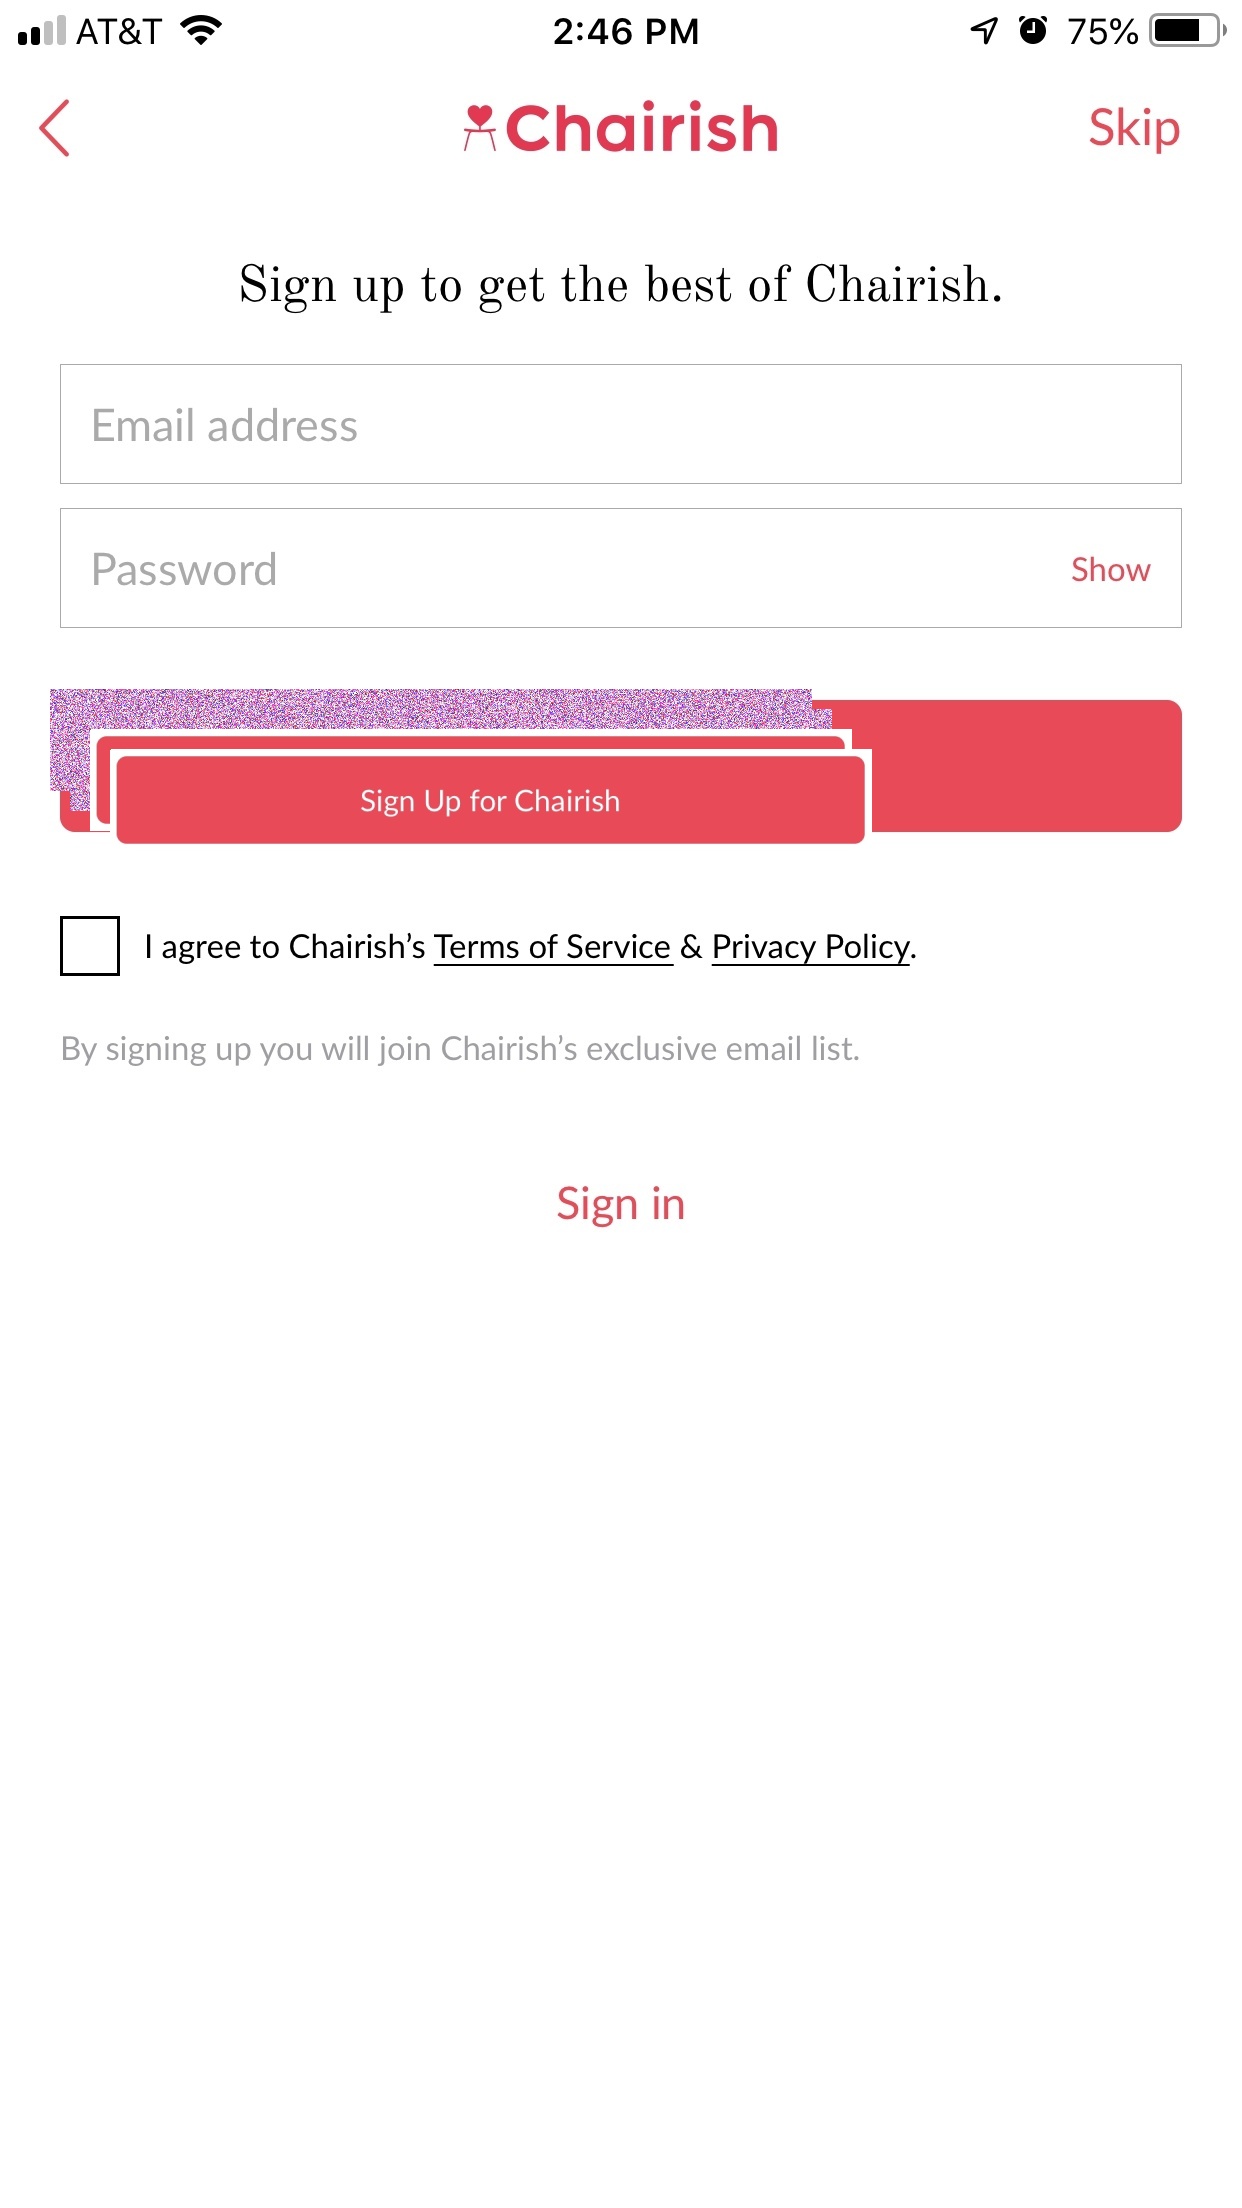 AT&T 2:46 PM 75%
Chairish Skip
Sign up to get the best of Chairish.
Email address
Password Show
Sign Up for Chairish
I agree to Chairish’s Terms of Service & Privacy Policy.
By signing up you will join Chairish’s exclusive email list.
Sign in